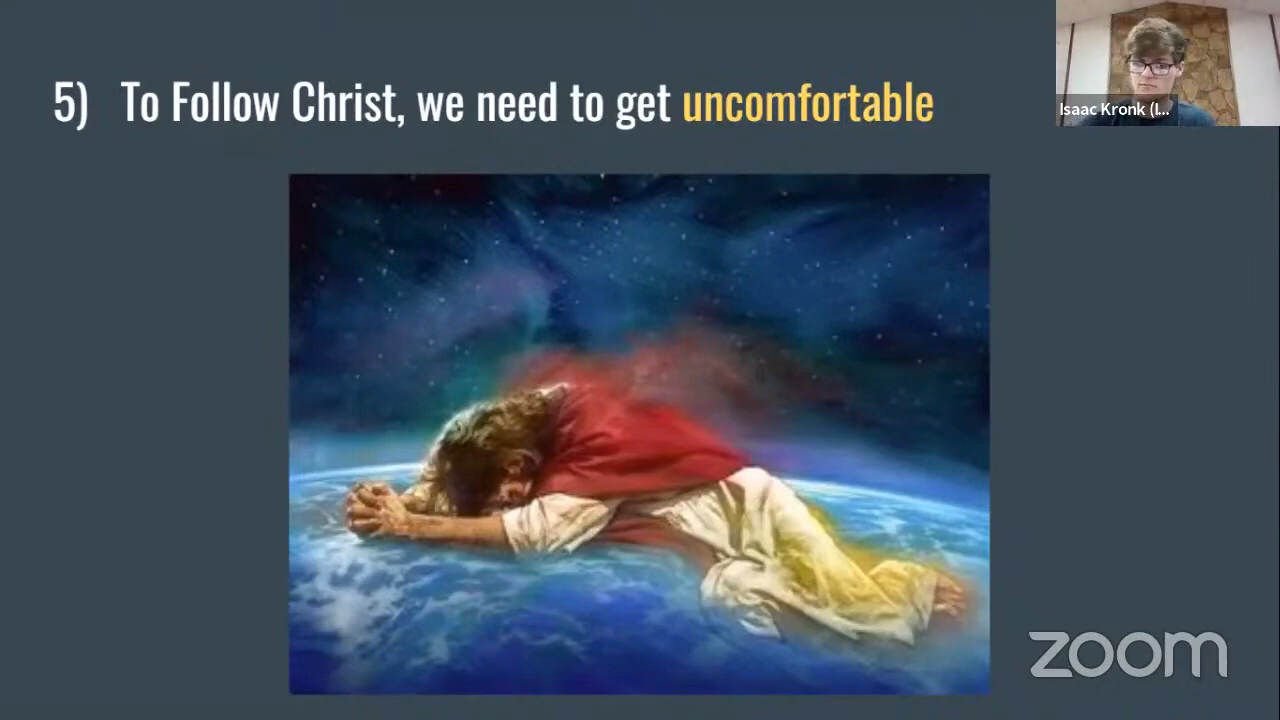 5) To Follow Christ, we need to get uncomfortable
Isaac Kronk (I...
zoom